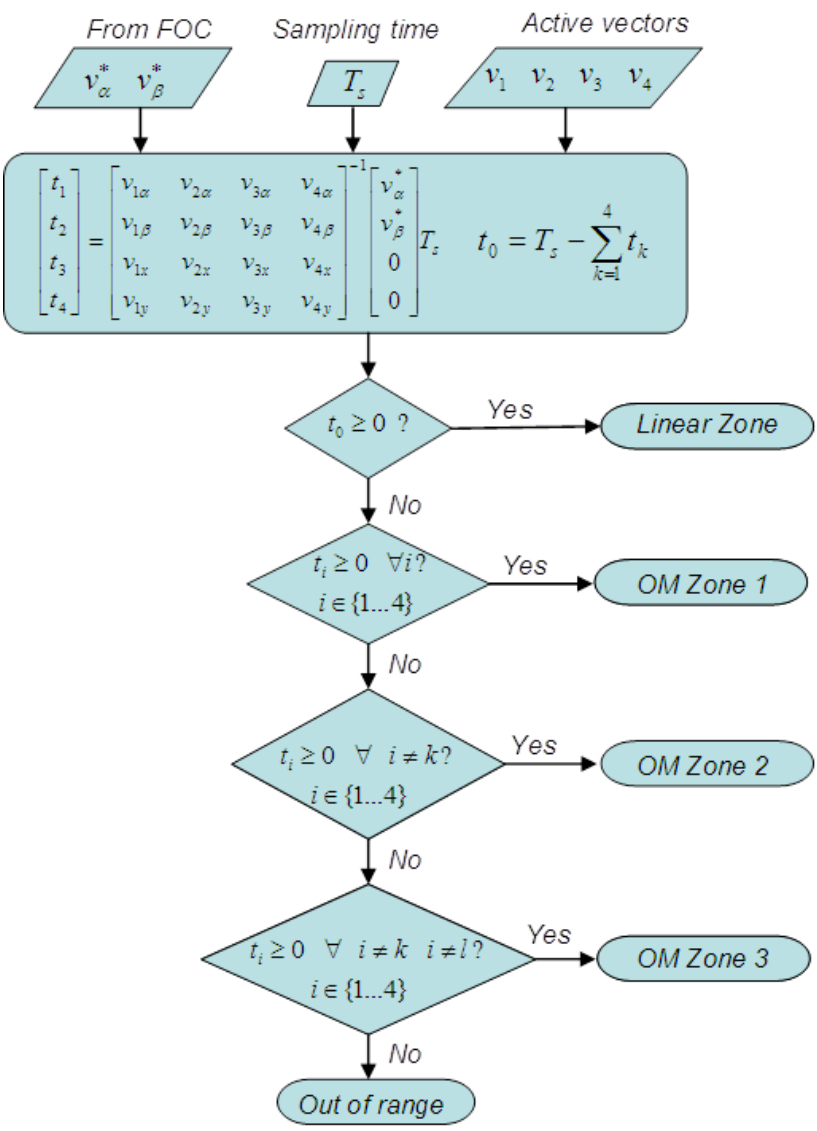 From FOC Sampling time Active vectors
v*α v*β Ts v1 v2 v3 v4
[t1 t2 t3 t4] = [v1α v2α v3α v4α
v1β v2β v3β v4β
v1x v2x v3x v4x
v1y v2y v3y v4y]−1 [v*α v*β 0 0] Ts t0 = Ts − ∑k=1 4 tk
t0 ≥ 0 ?
Yes
Linear Zone
No
ti ≥ 0 ∀i?
i ∈ {1...4}
Yes
OM Zone 1
No
ti ≥ 0 ∀ i ≠ k?
i ∈ {1...4}
Yes
OM Zone 2
No
ti ≥ 0 ∀ i ≠ k i ≠ l?
i ∈ {1...4}
Yes
OM Zone 3
No
Out of range